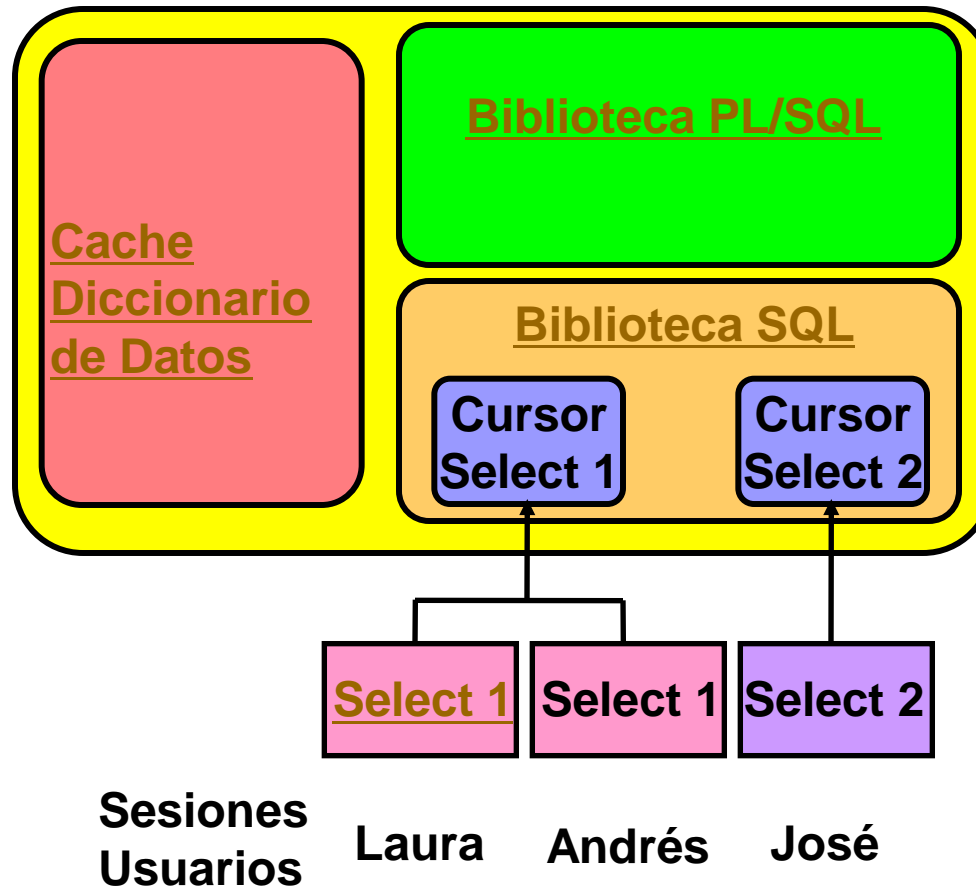 Biblioteca PL/SQL
Cache
Diccionario
de Datos
Biblioteca SQL
Cursor
Select 1
Cursor
Select 2
Select 1
Select 1
Select 2
Sesiones
Usuarios
Laura
Andrés
José